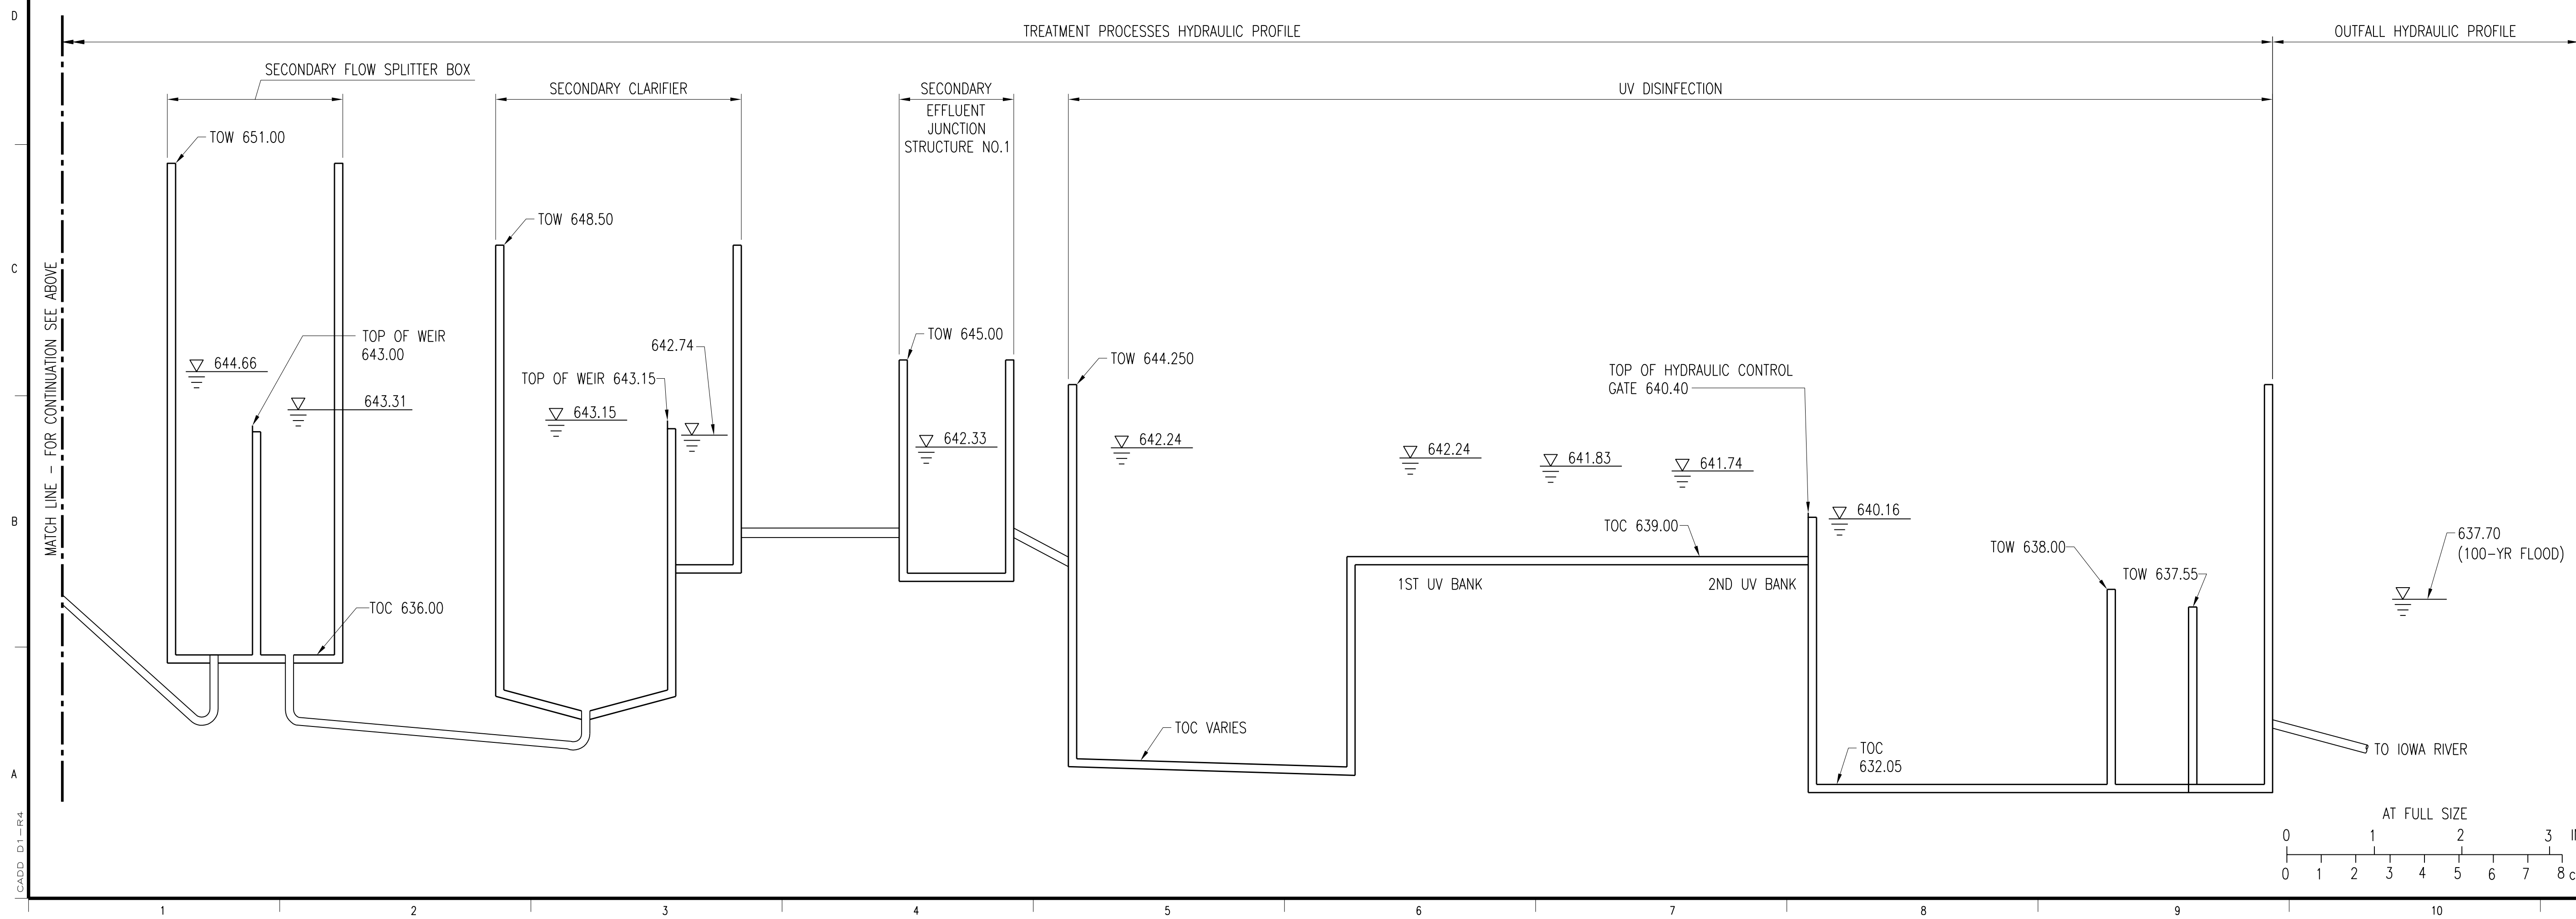 D
TREATMENT PROCESSES HYDRAULIC PROFILE
OUTFALL HYDRAULIC PROFILE
SECONDARY FLOW SPLITTER BOX
SECONDARY CLARIFIER
SECONDARY
EFFLUENT
JUNCTION
STRUCTURE NO.1
UV DISINFECTION
TOW 651.00
TOW 648.50
C
MATCH LINE - FOR CONTINUATION SEE ABOVE
TOP OF WEIR
643.00
644.66
643.31
642.74
TOP OF WEIR 643.15
643.15
TOW 645.00
642.33
TOW 644.250
642.24
642.24
641.83
641.74
TOP OF HYDRAULIC CONTROL
GATE 640.40
640.16
B
TOC 639.00
1ST UV BANK
2ND UV BANK
TOW 638.00
TOW 637.55
637.70
(100-YR FLOOD)
TOC 636.00
TOC VARIES
TOC
632.05
TO IOWA RIVER
A
CADD D1-R4
AT FULL SIZE
0 1 2 3
0 1 2 3 4 5 6 7 8
1 2 3 4 5 6 7 8 9 10